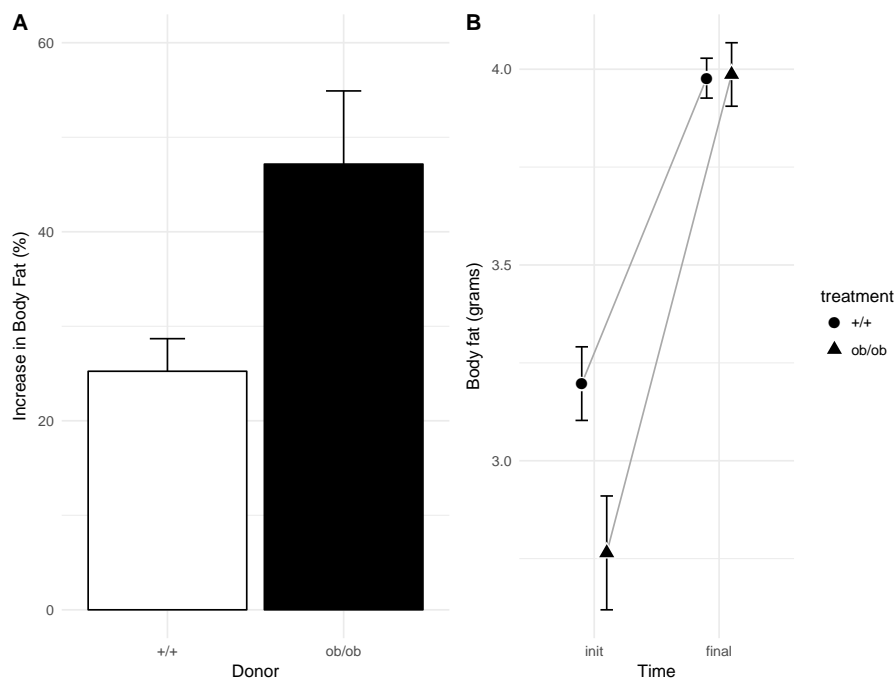 A
60
40
20
0
Increase in Body Fat (%)
+/+
ob/ob
Donor
B
4.0
3.5
3.0
Body fat (grams)
init
final
Time
treatment
+/+
ob/ob